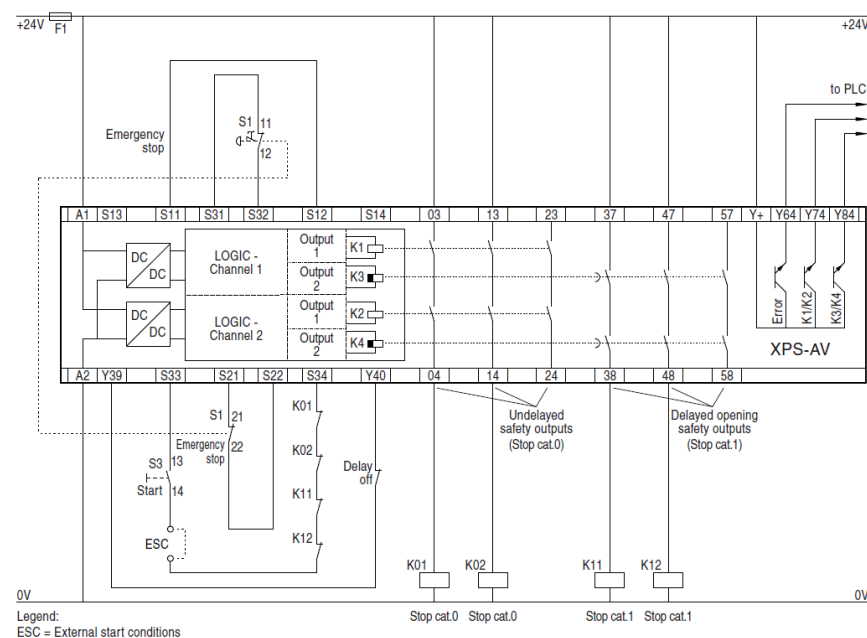 +24V F1 +24V
to PLC
S1 11
Emergency
stop
12
A1 S13 S11 S31 S32 S12 S14 03 13 23 37 47 57 Y+ Y64 Y74 Y84
DC
DC
LOGIC -
Channel 1
Output
1
K1
Output
2
K3
DC
DC
LOGIC -
Channel 2
Output
1
K2
Output
2
K4
Error
K1/K2
K3/K4
XPS-AV
A2 Y39 S33 S21 S22 S34 Y40 04 14 24 38 48 58
S1 21
Emergency
stop
22
K01
K02
K11
K12
Delay
off
Undelayed
safety outputs
(Stop cat.0)
Delayed opening
safety outputs
(Stop cat.1)
S3 13
Start 14
ESC
K01 K02 K11 K12
0V 0V
Stop cat.0 Stop cat.0 Stop cat.1 Stop cat.1
Legend:
ESC = External start conditions